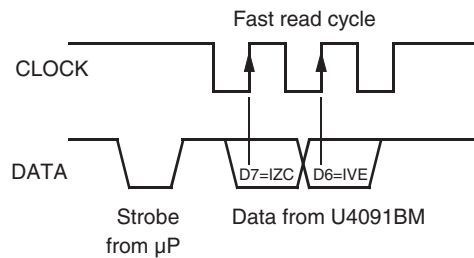 Fast read cycle
CLOCK
DATA
D7=IZC
D6=IVE
Strobe
from µP
Data from U4091BM